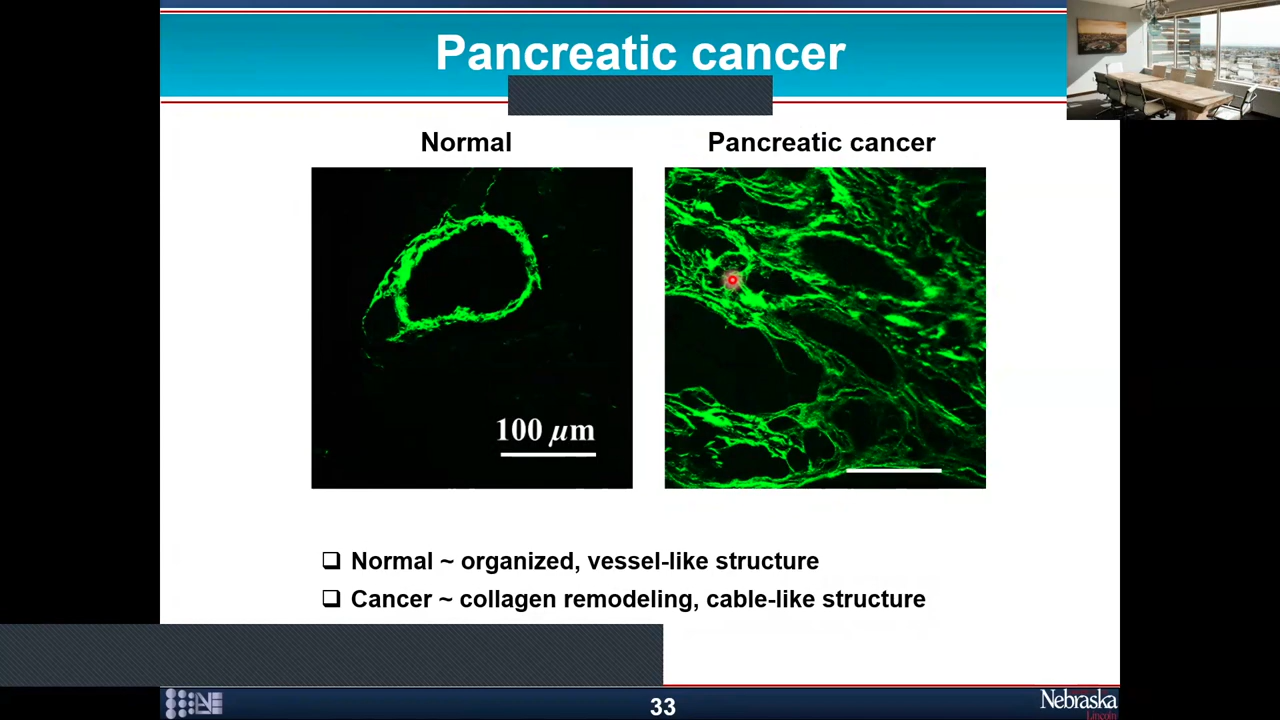 Pancreatic cancer
Normal
Pancreatic cancer
100 µm
❑ Normal ~ organized, vessel-like structure
❑ Cancer ~ collagen remodeling, cable-like structure
33
Nebraska
Lincoln